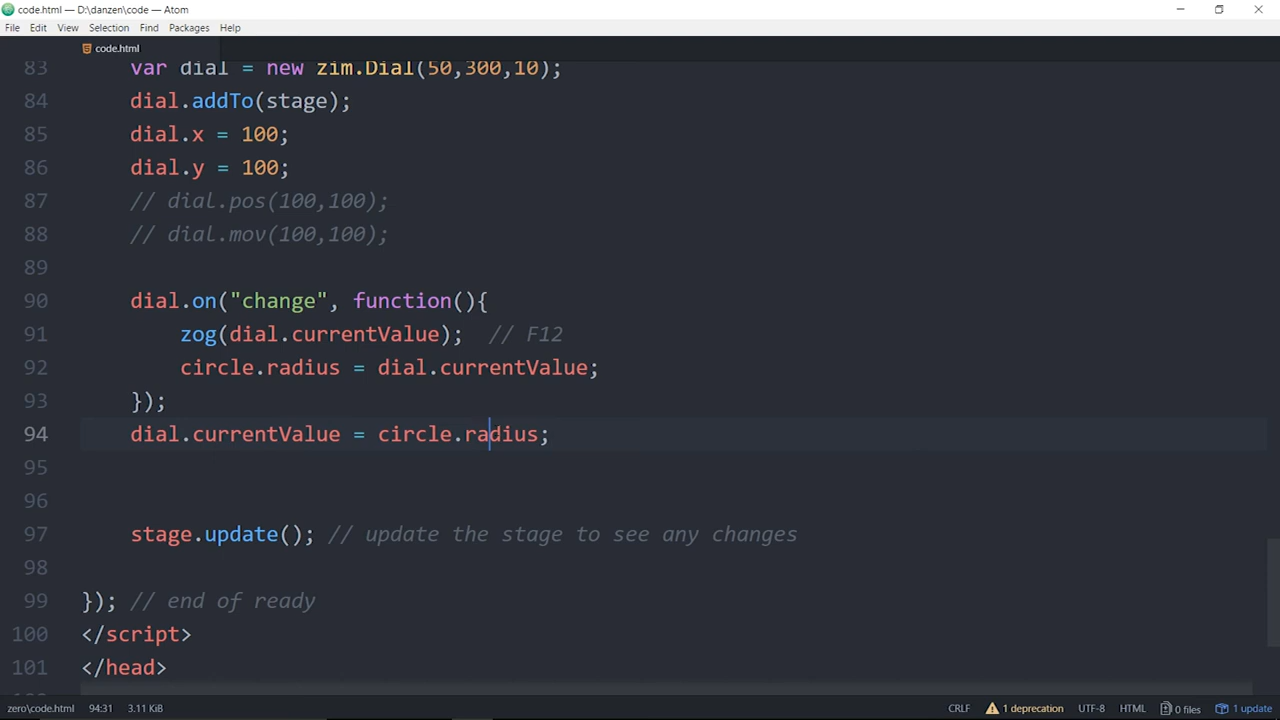 code.html — D:\danzen\code — Atom
File Edit View Selection Find Packages Help
code.html
83 var dial = new zim.Dial(50,300,10);
84 dial.addTo(stage);
85 dial.x = 100;
86 dial.y = 100;
87 // dial.pos(100,100);
88 // dial.mov(100,100);
89
90 dial.on("change", function(){
91 zog(dial.currentValue); // F12
92 circle.radius = dial.currentValue;
93 });
94 dial.currentValue = circle.radius;
95
96
97 stage.update(); // update the stage to see any changes
98
99 }); // end of ready
100 </script>
101 </head>
zero\code.html 94:31 3.11 KiB CRLF 1 deprecation UTF-8 HTML 0 files 1 update